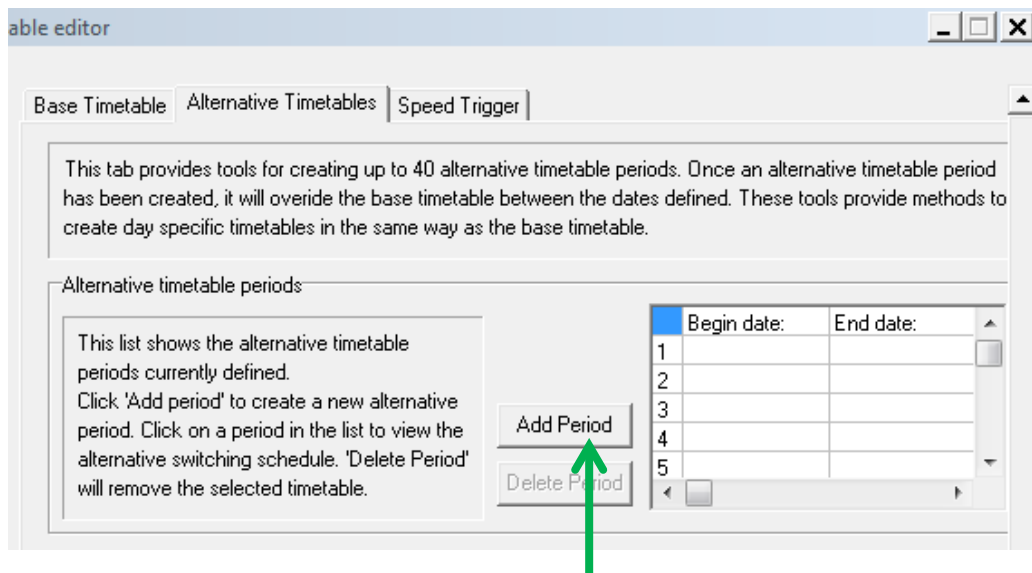 able editor
Base Timetable Alternative Timetables Speed Trigger
This tab provides tools for creating up to 40 alternative timetable periods. Once an alternative timetable period
has been created, it will overide the base timetable between the dates defined. These tools provide methods to
create day specific timetables in the same way as the base timetable.
Alternative timetable periods
This list shows the alternative timetable
periods currently defined.
Click 'Add period' to create a new alternative
period. Click on a period in the list to view the
alternative switching schedule. 'Delete Period'
will remove the selected timetable.
Add Period
Delete Period
Begin date: End date:
1
2
3
4
5